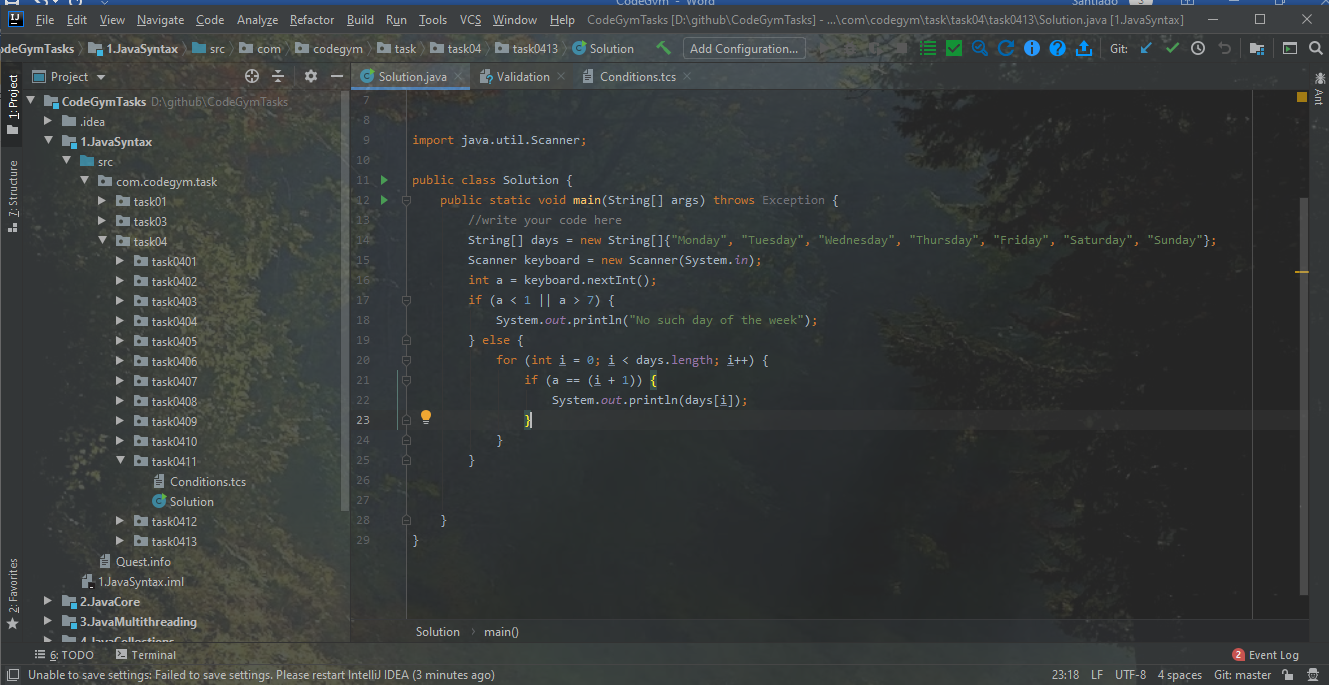 CodeGym - Word
Santiado
File Edit View Navigate Code Analyze Refactor Build Run Tools VCS Window Help CodeGymTasks [D:\github\CodeGymTasks] - ...\com\codegym\task\task04\task0413\Solution.java [1.JavaSyntax]
deGymTasks 1.JavaSyntax src com codegym task task04 task0413 Solution Add Configuration... Git:
Project Solution.java Validation Conditions.tcs
1: Project
7: Structure
2: Favorites
Ant
CodeGymTasks D:\github\CodeGymTasks
.idea
1.JavaSyntax
src
com.codegym.task
task01
task03
task04
task0401
task0402
task0403
task0404
task0405
task0406
task0407
task0408
task0409
task0410
task0411
Conditions.tcs
Solution
task0412
task0413
Quest.info
1.JavaSyntax.iml
2.JavaCore
3.JavaMultithreading
4.JavaCollections
7
8
9 import java.util.Scanner;
10
11 public class Solution {
12 public static void main(String[] args) throws Exception {
13 //write your code here
14 String[] days = new String[]{"Monday", "Tuesday", "Wednesday", "Thursday", "Friday", "Saturday", "Sunday"};
15 Scanner keyboard = new Scanner(System.in);
16 int a = keyboard.nextInt();
17 if (a < 1 || a > 7) {
18 System.out.println("No such day of the week");
19 } else {
20 for (int i = 0; i < days.length; i++) {
21 if (a == (i + 1)) {
22 System.out.println(days[i]);
23 }
24 }
25 }
26
27
28 }
29 }
Solution main()
6: TODO Terminal 2 Event Log
Unable to save settings: Failed to save settings. Please restart IntelliJ IDEA (3 minutes ago) 23:18 LF UTF-8 4 spaces Git: master